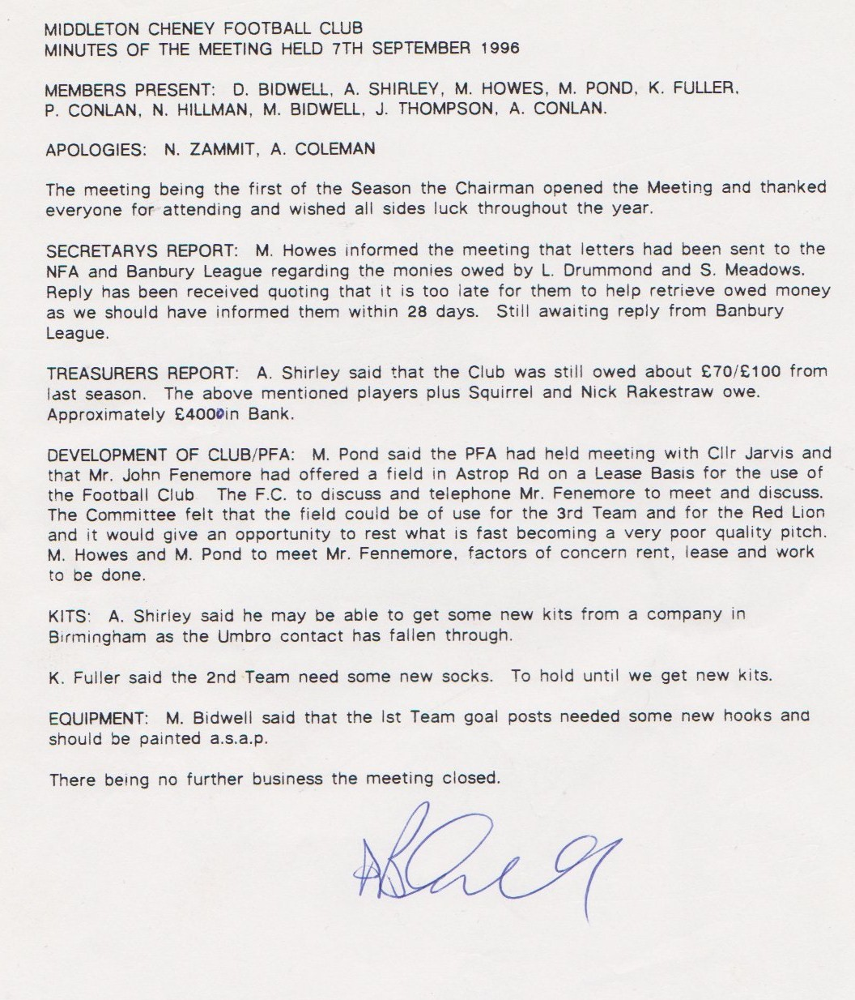 MIDDLETON CHENEY FOOTBALL CLUB
MINUTES OF THE MEETING HELD 7TH SEPTEMBER 1996
MEMBERS PRESENT: D. BIDWELL, A. SHIRLEY, M. HOWES, M. POND, K. FULLER,
P. CONLAN, N. HILLMAN, M. BIDWELL, J. THOMPSON, A. CONLAN.
APOLOGIES: N. ZAMMIT, A. COLEMAN
The meeting being the first of the Season the Chairman opened the Meeting and thanked
everyone for attending and wished all sides luck throughout the year.
SECRETARYS REPORT: M. Howes informed the meeting that letters had been sent to the
NFA and Banbury League regarding the monies owed by L. Drummond and S. Meadows.
Reply has been received quoting that it is too late for them to help retrieve owed money
as we should have informed them within 28 days. Still awaiting reply from Banbury
League.
TREASURERS REPORT: A. Shirley said that the Club was still owed about £70/£100 from
last season. The above mentioned players plus Squirrel and Nick Rakestraw owe.
Approximately £4000 in Bank.
DEVELOPMENT OF CLUB/PFA: M. Pond said the PFA had held meeting with Cllr Jarvis and
that Mr. John Fenemore had offered a field in Astrop Rd on a Lease Basis for the use of
the Football Club The F.C. to discuss and telephone Mr. Fenemore to meet and discuss.
The Committee felt that the field could be of use for the 3rd Team and for the Red Lion
and it would give an opportunity to rest what is fast becoming a very poor quality pitch.
M. Howes and M. Pond to meet Mr. Fennemore, factors of concern rent, lease and work
to be done.
KITS: A. Shirley said he may be able to get some new kits from a company in
Birmingham as the Umbro contact has fallen through.
K. Fuller said the 2nd Team need some new socks. To hold until we get new kits.
EQUIPMENT: M. Bidwell said that the Ist Team goal posts needed some new hooks and
should be painted a.s.a.p.
There being no further business the meeting closed.